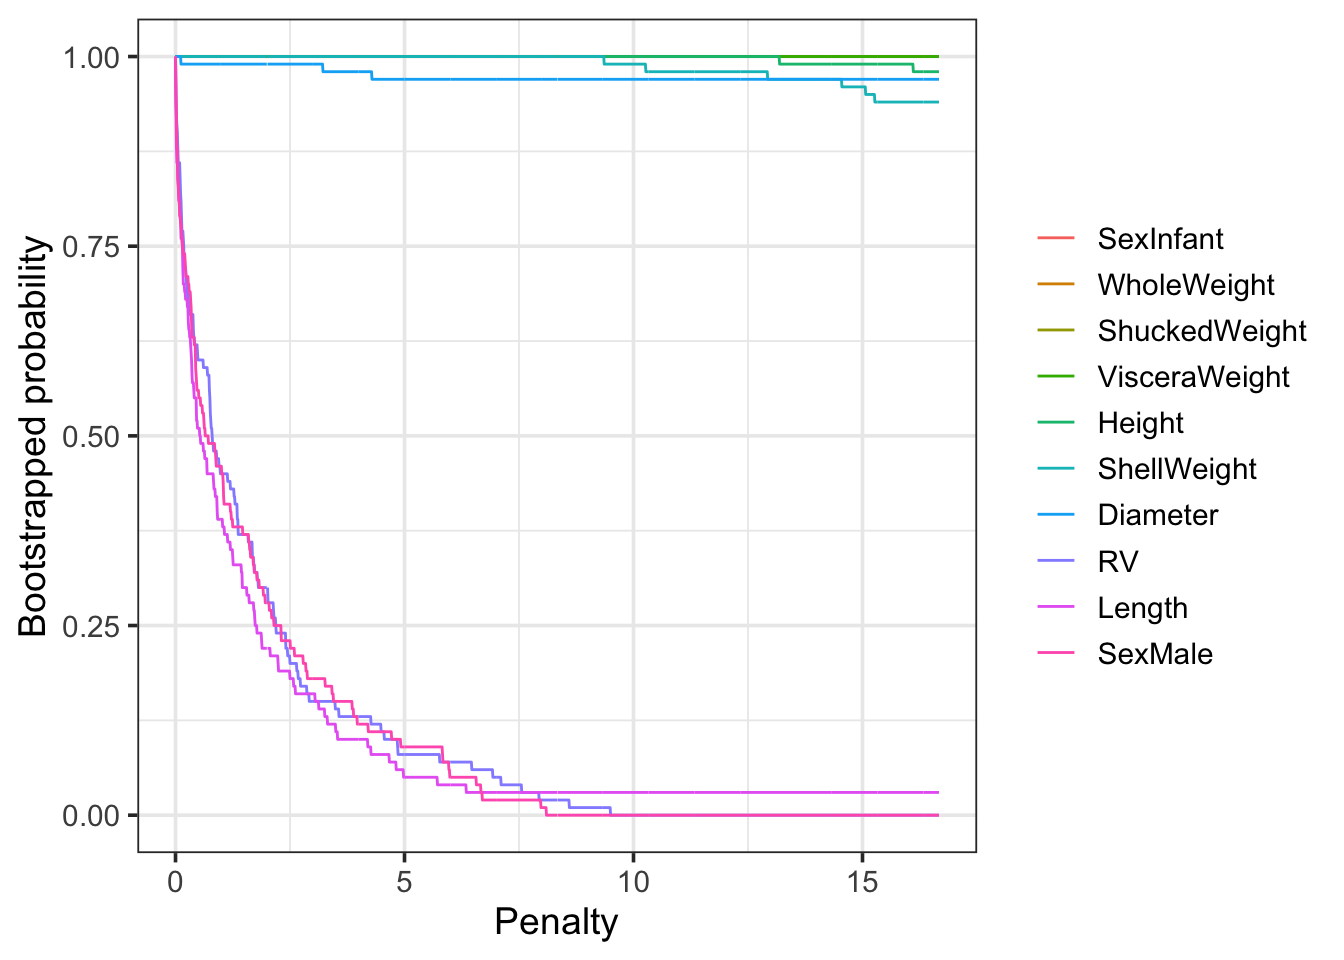 1.00
0.75
0.50
0.25
0.00
Bootstrapped probability
0
5
10
15
Penalty
SexInfant
WholeWeight
ShuckedWeight
VisceraWeight
Height
ShellWeight
Diameter
RV
Length
SexMale